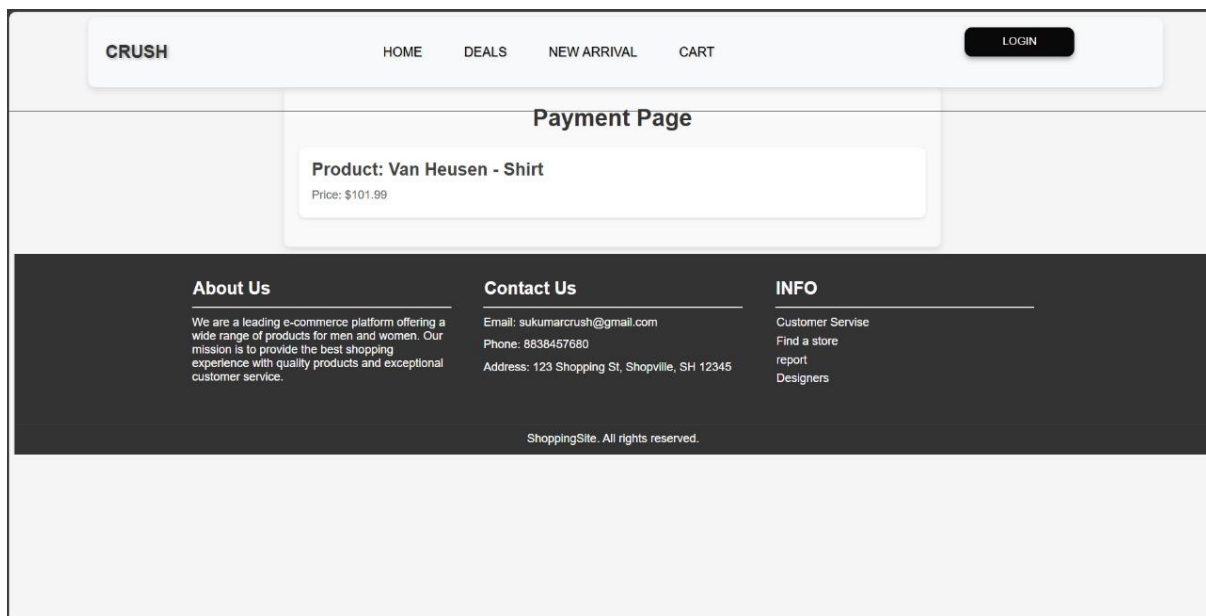 CRUSH
HOME DEALS NEW ARRIVAL CART
LOGIN
Payment Page
Product: Van Heusen - Shirt
Price: $101.99
About Us
We are a leading e-commerce platform offering a
wide range of products for men and women. Our
mission is to provide the best shopping
experience with quality products and exceptional
customer service.
Contact Us
Email: sukumarcrush@gmail.com
Phone: 8838457680
Address: 123 Shopping St, Shopville, SH 12345
INFO
Customer Servise
Find a store
report
Designers
ShoppingSite. All rights reserved.